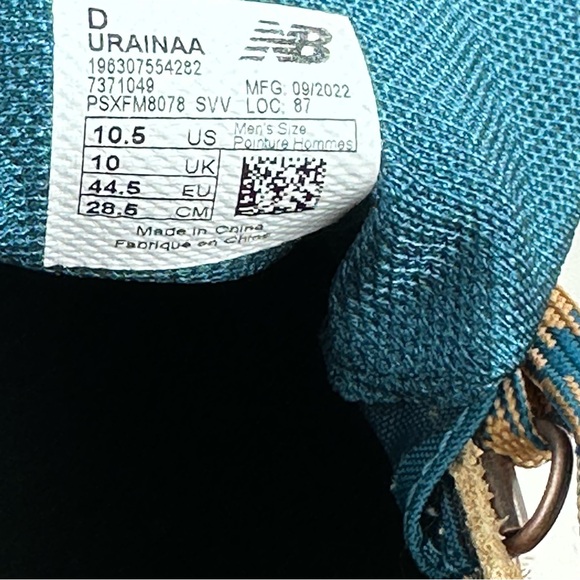 D
URAINAA
NB
196307554282
7371049 MFG: 09/2022
PSXFM8078 SVV LOC: 87
10.5 US Men's Size
Pointure Hommes
10 UK
44.5 EU
28.5 CM
Made in China
Fabriqué en Chine